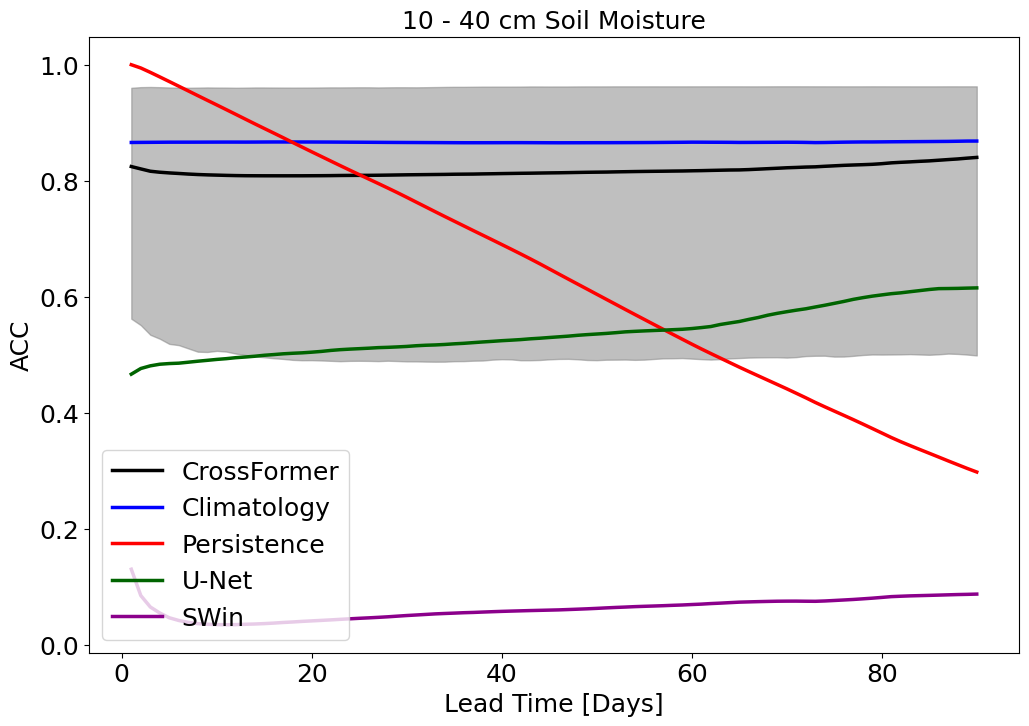 10 - 40 cm Soil Moisture
1.0
0.8
0.6
0.4
0.2
0.0
ACC
CrossFormer
Climatology
Persistence
U-Net
SWin
0 20 40 60 80
Lead Time [Days]